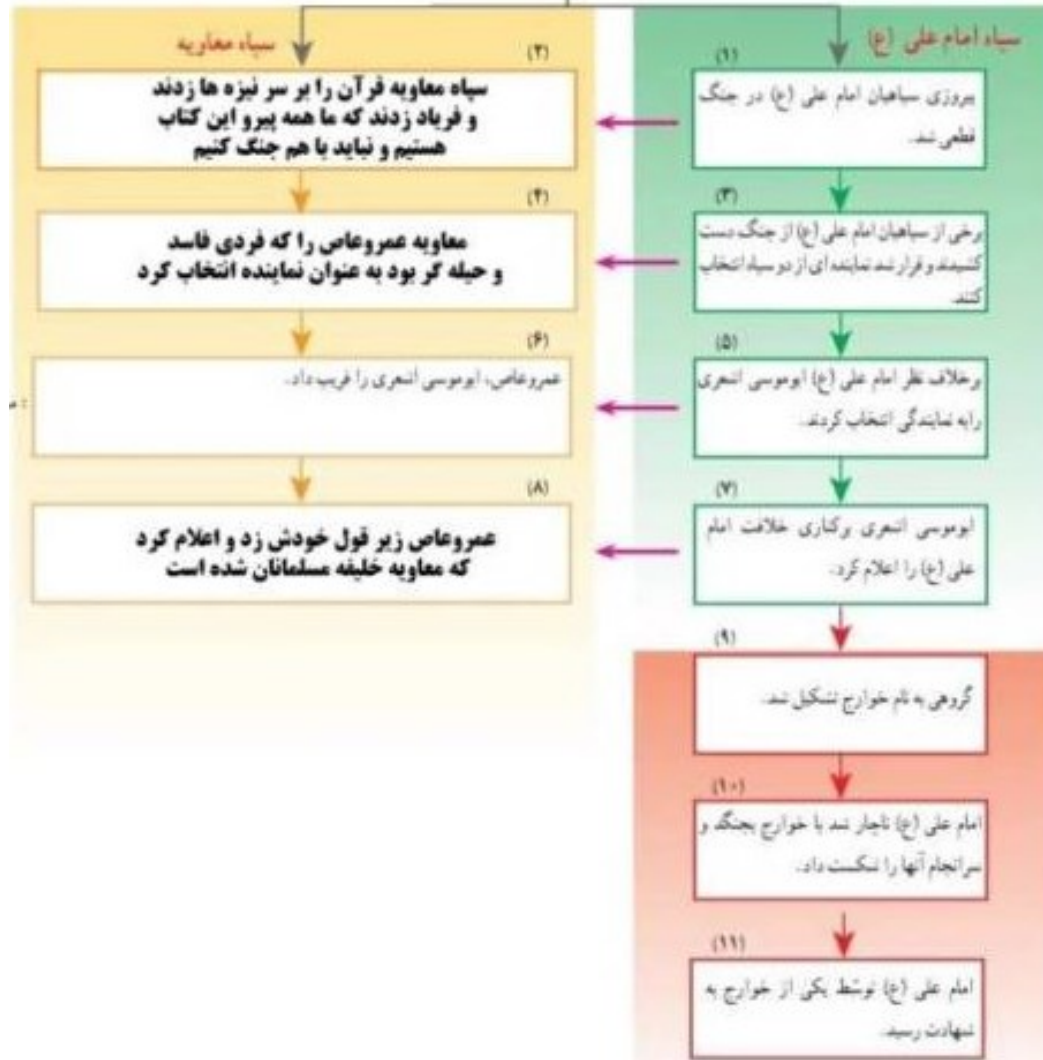 سپاه امام علی (ع)
(۱)
پیروزی سپاهیان امام علی (ع) در جنگ
قطعی شد.
سپاه معاویه
(۲)
سپاه معاویه قرآن را بر سر نیزه ها زدند
و فریاد زدند که ما همه پیرو این کتاب
هستیم و نباید با هم جنگ کنیم
(۳)
برخی از سپاهیان امام علی (ع) از جنگ دست
کشیدند و قرار شد نماینده ای از دو سپاه انتخاب
کنند.
(۴)
معاویه عمروعاص را که فردی فاسد
و حیله گر بود به عنوان نماینده انتخاب کرد
(۵)
برخلاف نظر امام علی (ع) ابوموسی اشعری
رابه نمایندگی انتخاب کردند.
(۶)
عمروعاص، ابوموسی اشعری را فریب داد.
(۷)
ابوموسی اشعری برکناری خلافت امام
علی (ع) را اعلام کرد.
(۸)
عمروعاص زیر قول خودش زد و اعلام کرد
که معاویه خلیفه مسلمانان شده است
(۹)
گروهی به نام خوارج تشکیل شد.
(۱۰)
امام علی (ع) ناچار شد با خوارج بجنگد و
سرانجام آنها را شکست داد.
(۱۱)
امام علی (ع) توسّط یکی از خوارج به
شهادت رسید.